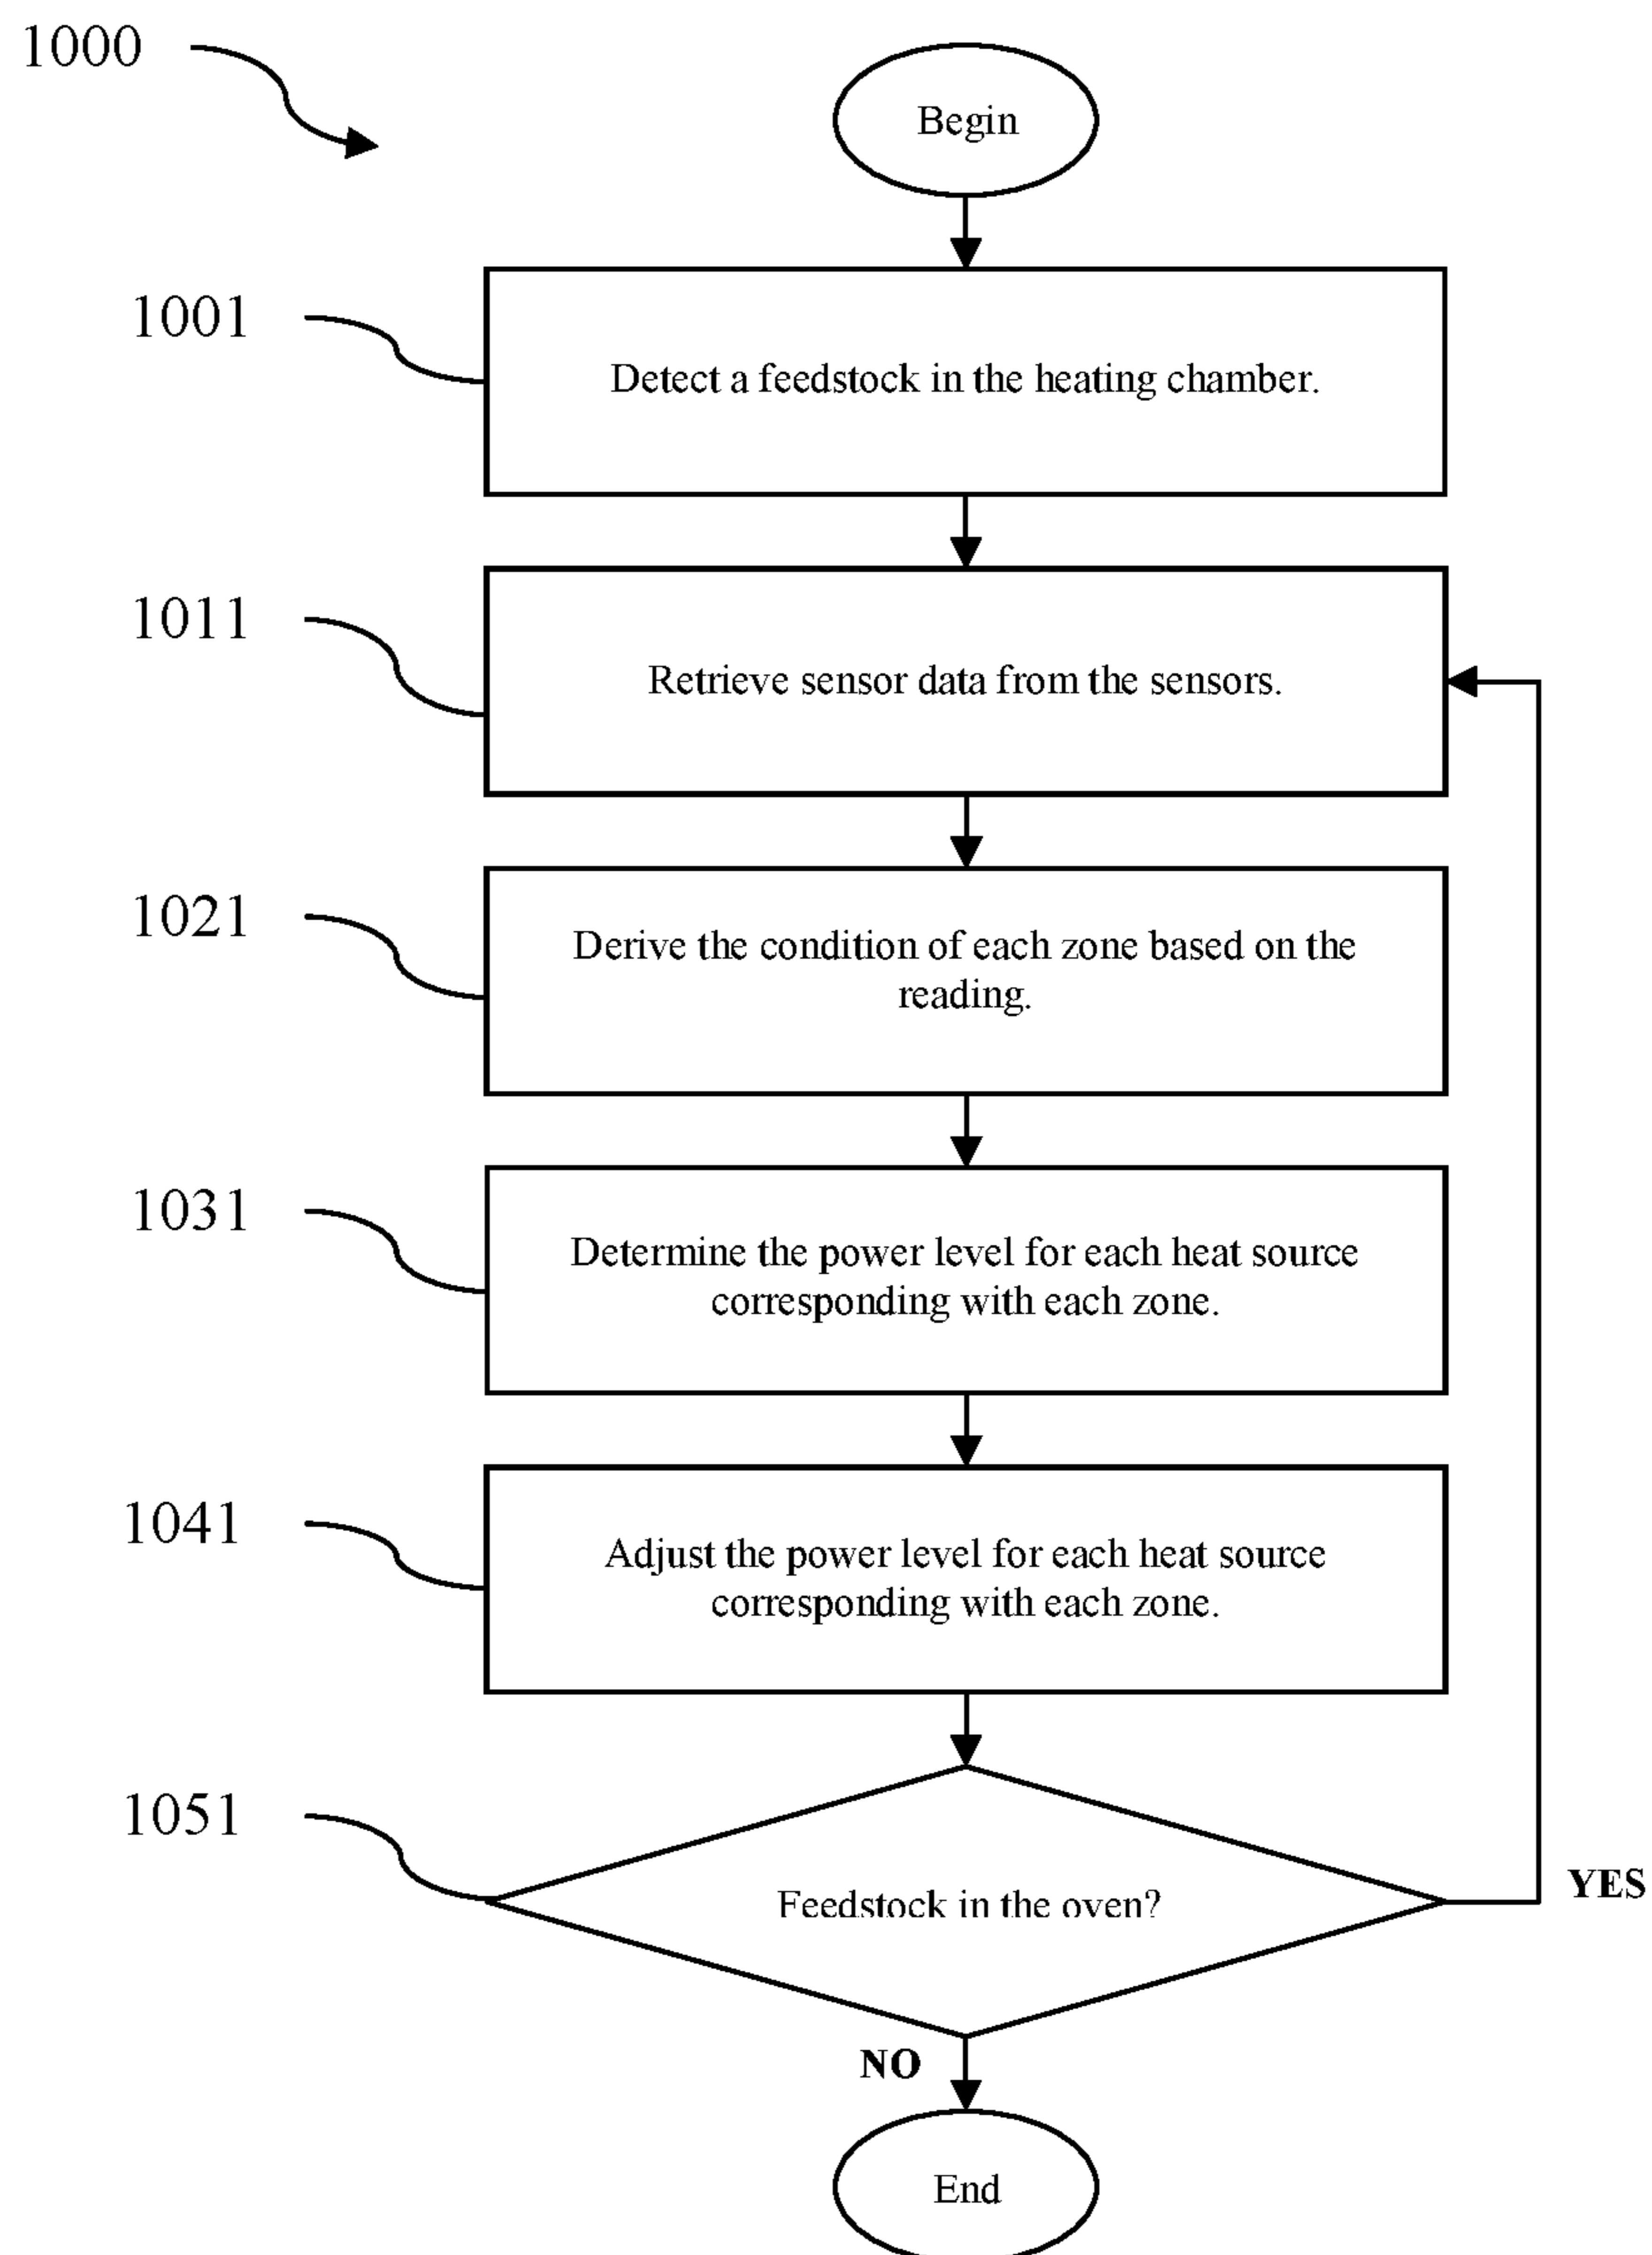 1000
Begin
1001
Detect a feedstock in the heating chamber.
1011
Retrieve sensor data from the sensors.
1021
Derive the condition of each zone based on the
reading.
1031
Determine the power level for each heat source
corresponding with each zone.
1041
Adjust the power level for each heat source
corresponding with each zone.
1051
Feedstock in the oven?
YES
NO
End